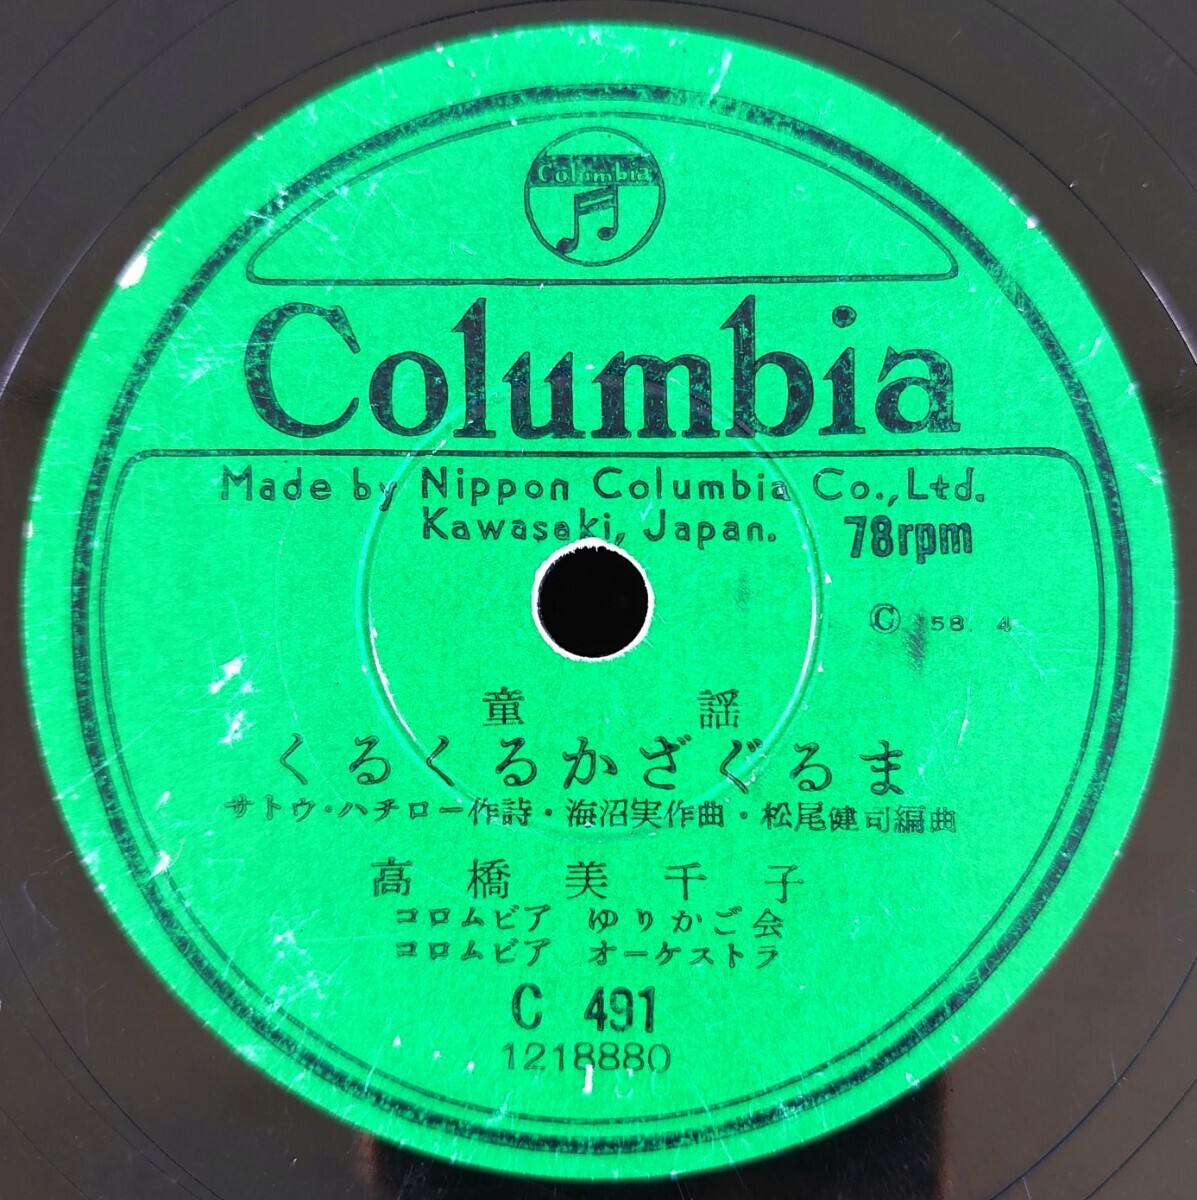 Columbia
Columbia
Made by Nippon Columbia Co., Ltd.
Kawasaki, Japan.
78rpm
Ⓒ '58. 4
童謡
くるくるかざぐるま
サトウ・ハチロー作詩・海沼実作曲・松尾健司編曲
高橋美千子
コロムビア ゆりかご会
コロムビア オーケストラ
C 491
1218880